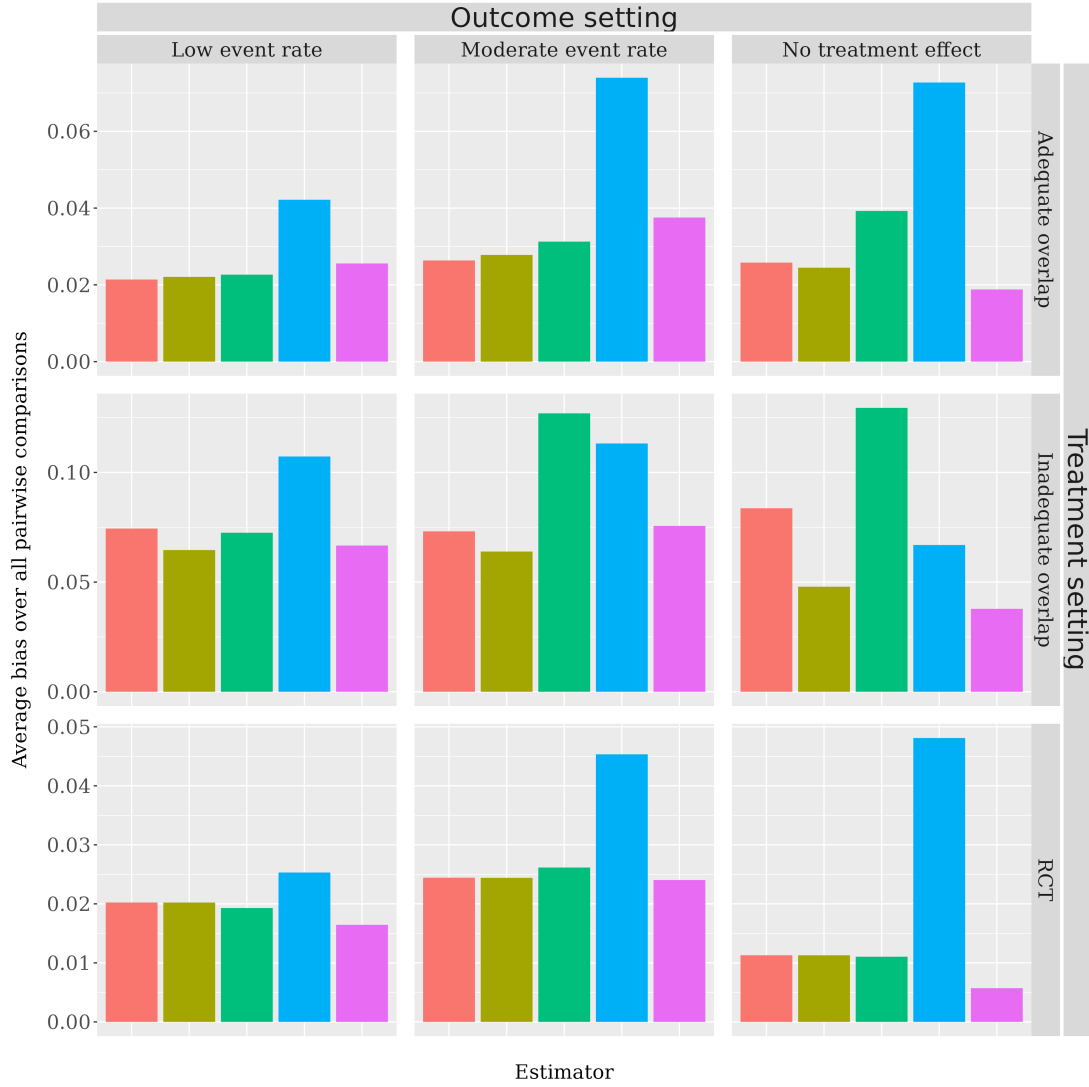 Outcome setting
Low event rate
Moderate event rate
No treatment effect
Average bias over all pairwise comparisons
0.06
0.04
0.02
0.00
Adequate overlap
0.10
0.05
0.00
Inadequate overlap
Treatment setting
0.05
0.04
0.03
0.02
0.01
0.00
RCT
Estimator